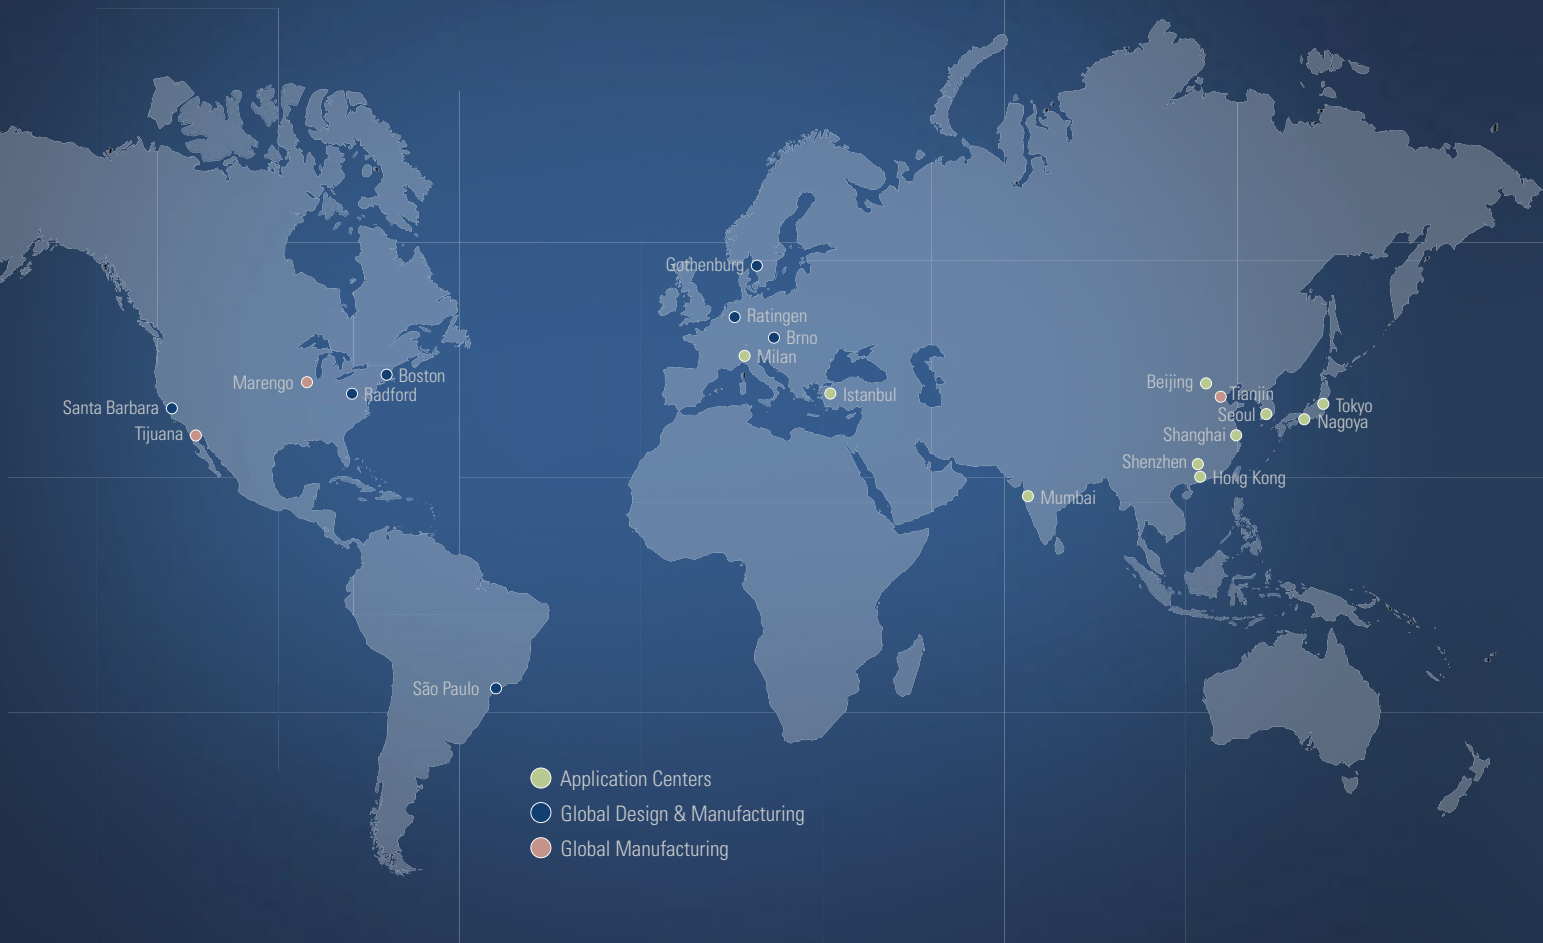 Gothenburg
Ratingen
Brno
Milan
Istanbul
Marengo
Boston
Radford
Santa Barbara
Tijuana
Beijing
Tianjin
Seoul
Tokyo
Nagoya
Shanghai
Shenzhen
Hong Kong
Mumbai
São Paulo
Application Centers
Global Design & Manufacturing
Global Manufacturing